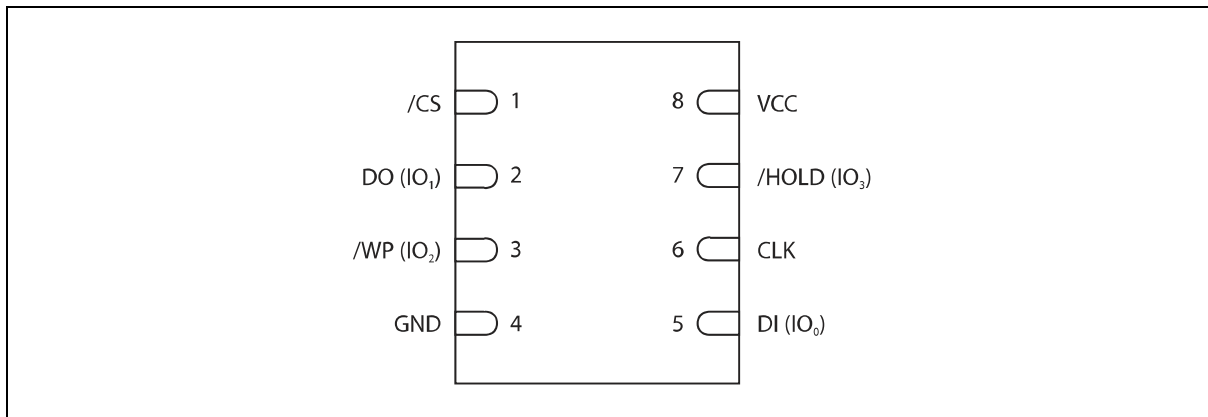 /CS 1 8 VCC
DO (IO₁) 2 7 /HOLD (IO₃)
/WP (IO₂) 3 6 CLK
GND 4 5 DI (IO₀)